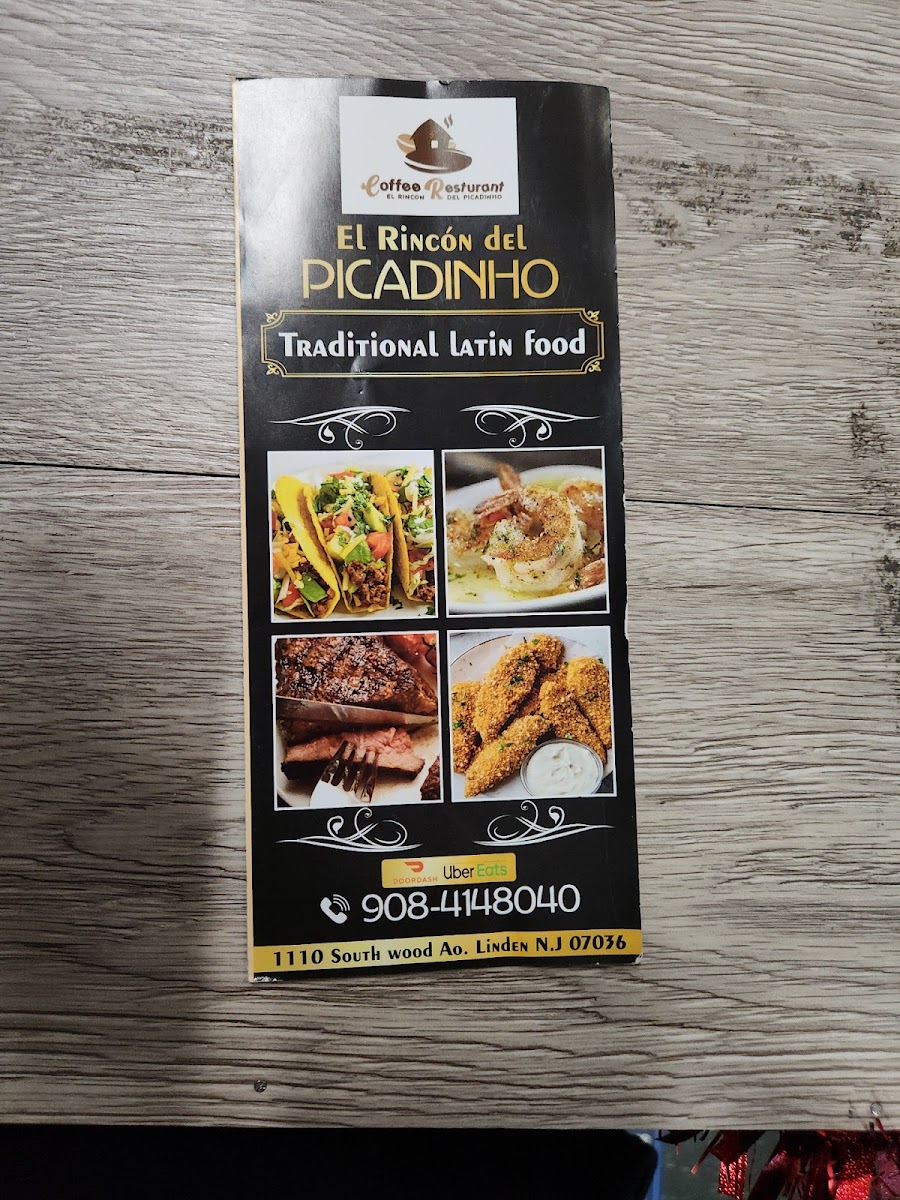 Coffee Resturant
EL RINCON DEL PICADINHO
El Rincón del
PICADINHO
Traditional Latin food
DOORDASH Uber Eats
908-4148040
1110 South wood Ao. Linden N.J 07036